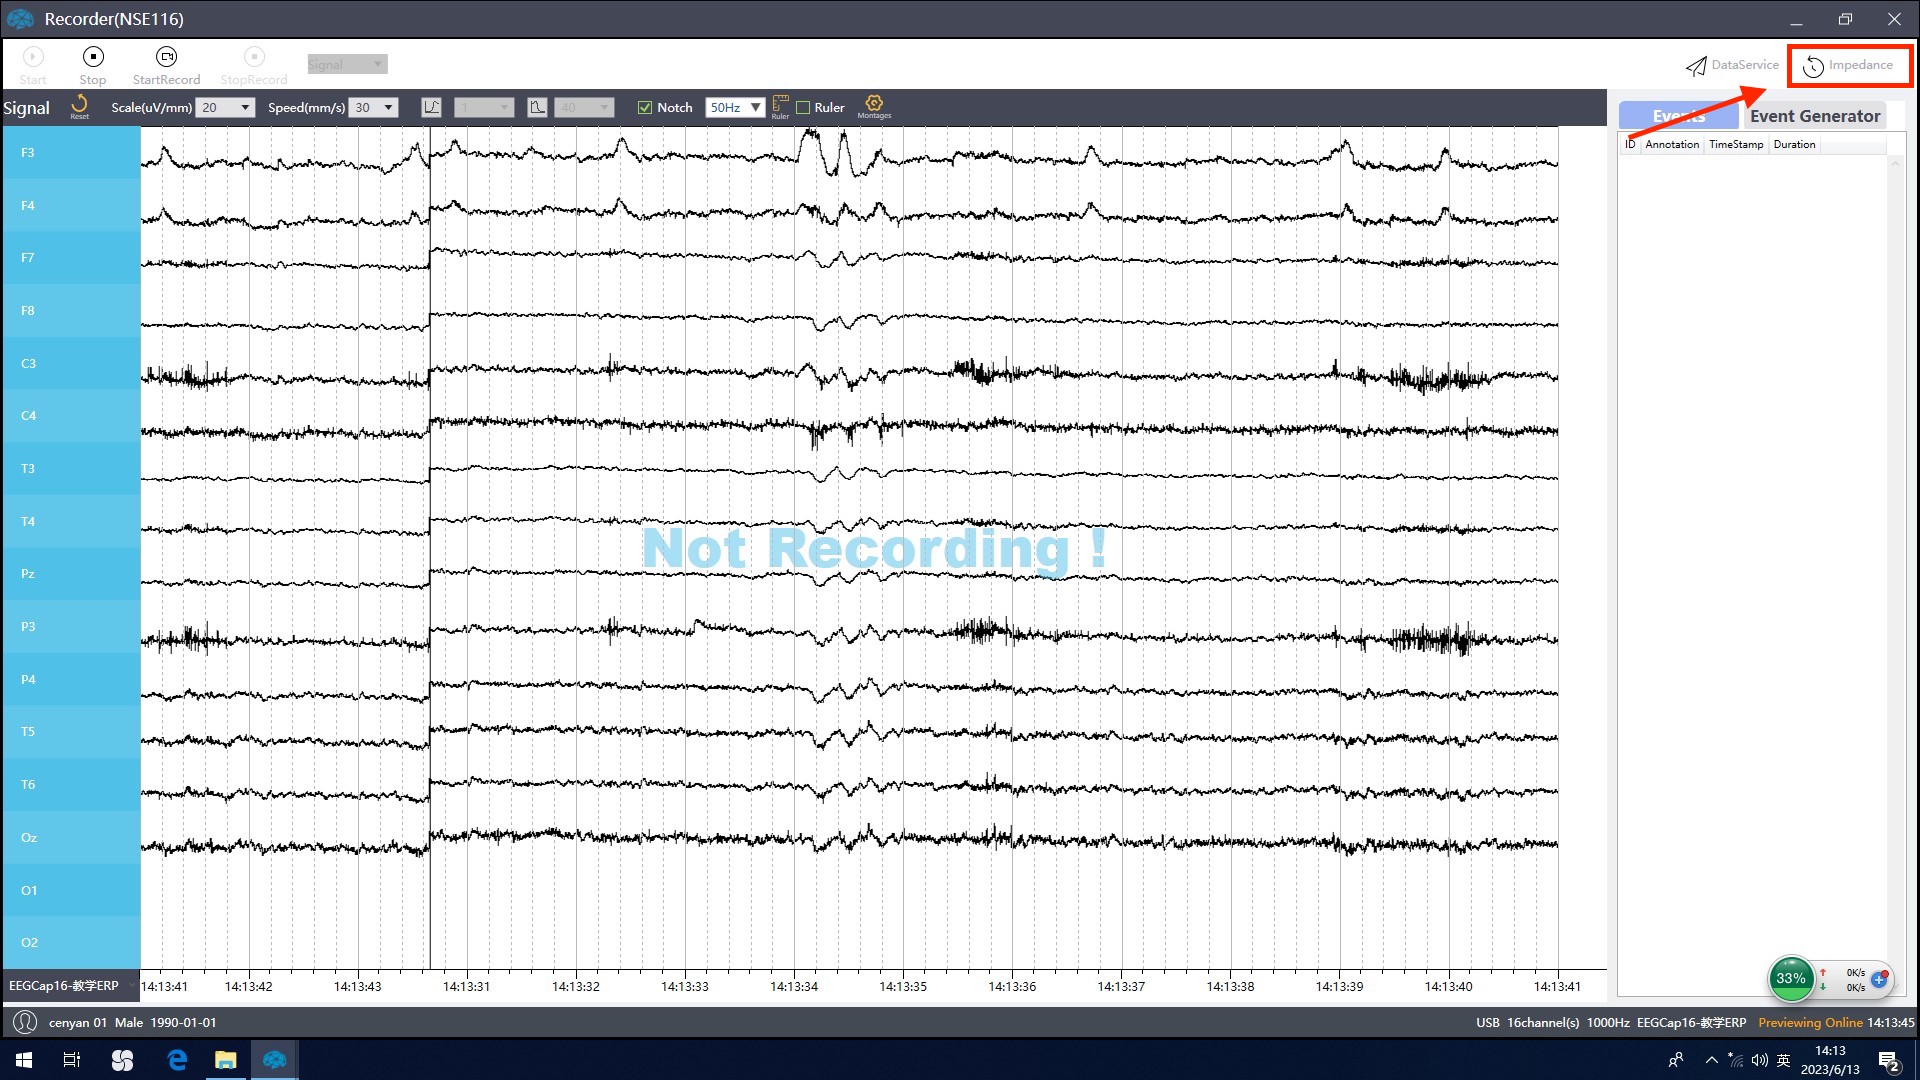 Recorder(NSE116)
Start Stop StartRecord StopRecord Signal DataService Impedance
Signal Reset Scale(uV/mm) 20 Speed(mm/s) 30 1 40 Notch 50Hz Ruler Ruler Montages
Events Event Generator
ID Annotation TimeStamp Duration
F3
F4
F7
F8
C3
C4
T3
T4
Not Recording !
Pz
P3
P4
T5
T6
Oz
O1
O2
33% 0K/s
0K/s
EEGCap16-教学ERP 14:13:41 14:13:42 14:13:43 14:13:31 14:13:32 14:13:33 14:13:34 14:13:35 14:13:36 14:13:37 14:13:38 14:13:39 14:13:40 14:13:41
cenyan 01 Male 1990-01-01 USB 16channel(s) 1000Hz EEGCap16-教学ERP Previewing Online 14:13:45
英 14:13
2023/6/13 2